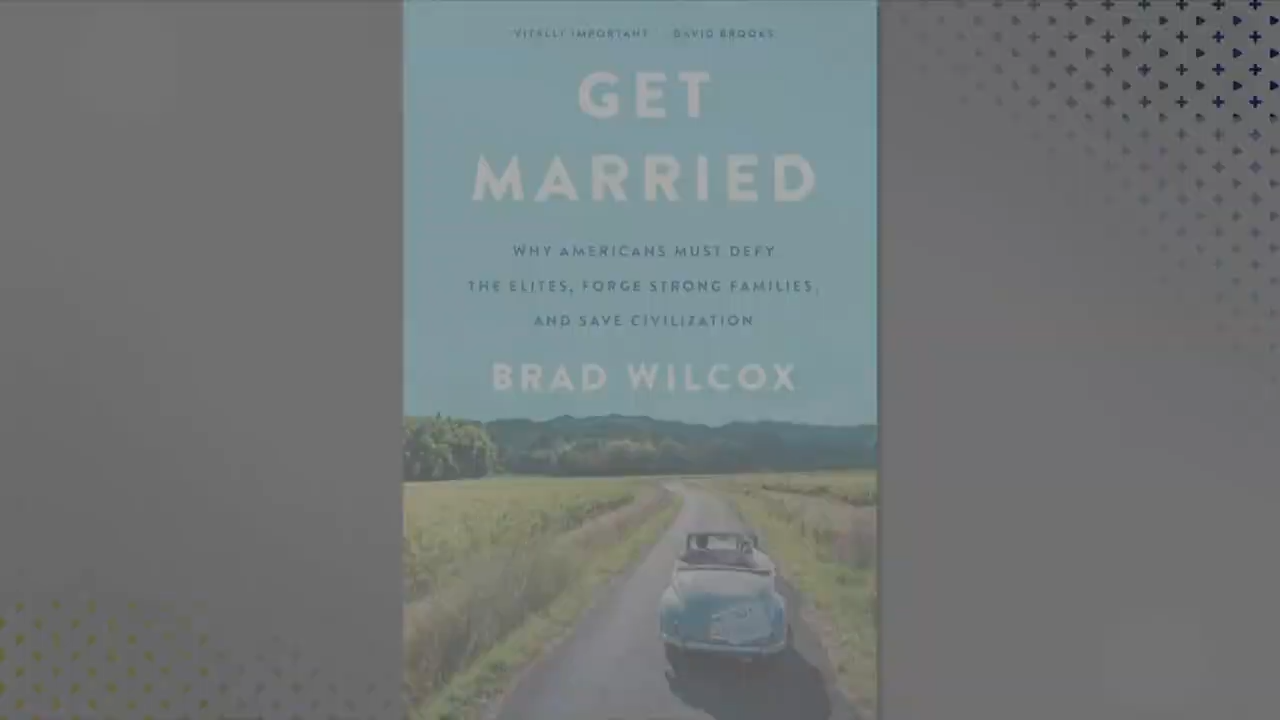 VITALLY IMPORTANT DAVID BROOKS
GET
MARRIED
WHY AMERICANS MUST DEFY
THE ELITES, FORGE STRONG FAMILIES,
AND SAVE CIVILIZATION
BRAD WILCOX